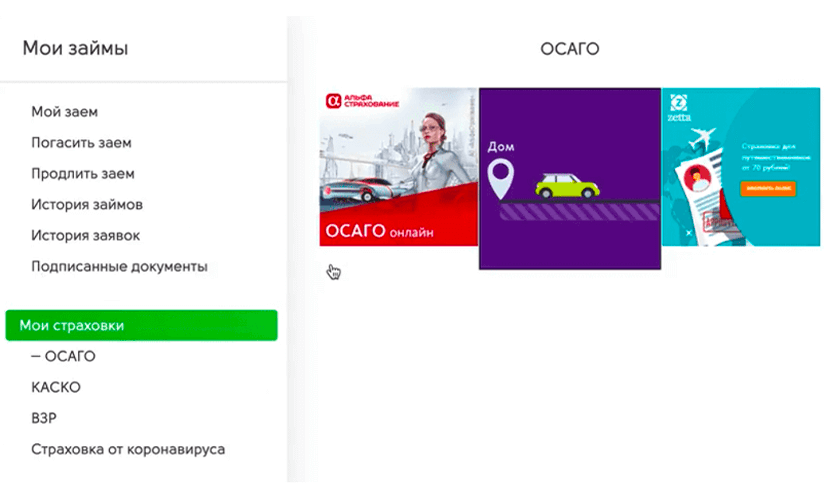 Мои займы
Мой заем
Погасить заем
Продлить заем
История займов
История заявок
Подписанные документы
Мои страховки
— ОСАГО
КАСКО
ВЗР
Страховка от коронавируса
ОСАГО
АЛЬФА
СТРАХОВАНИЕ
ОСАГО онлайн
Дом
zetta
Страховка для
путешественников
от 70 рублей!